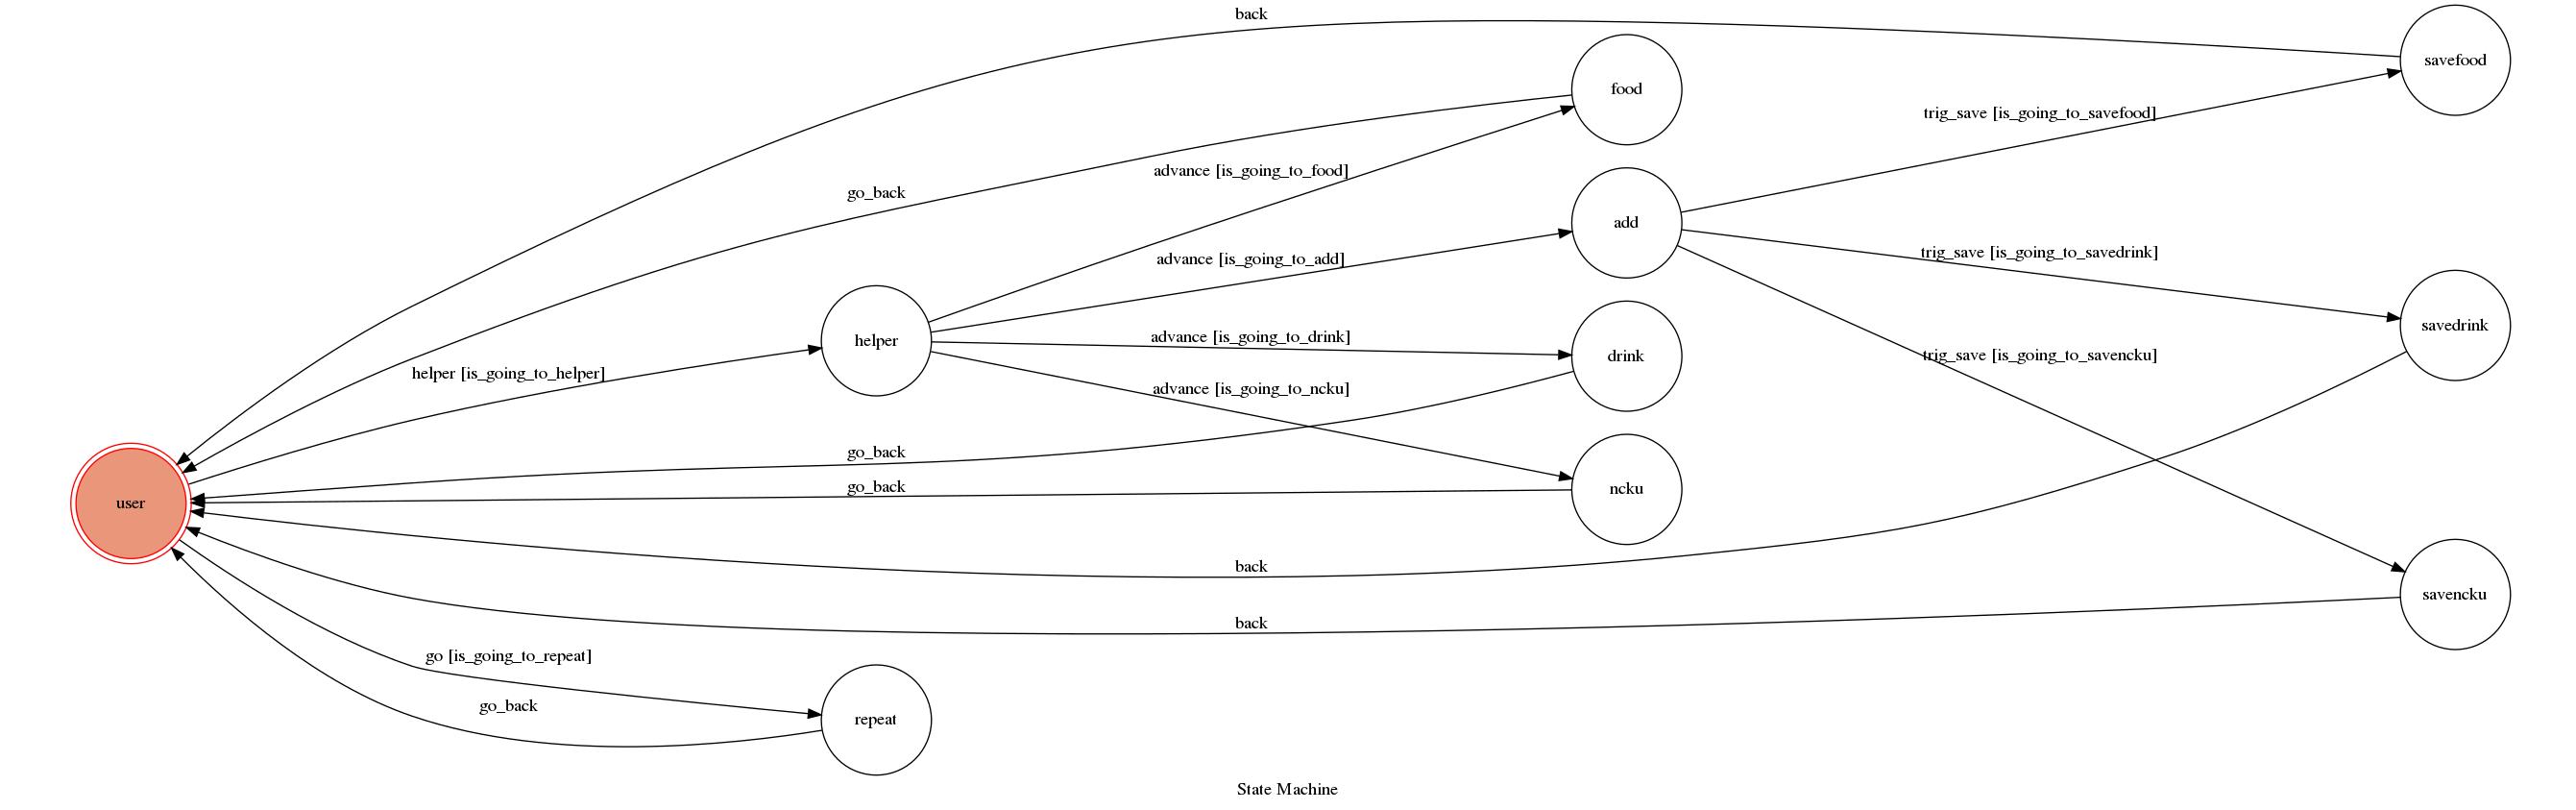 back
savefood
food
trig_save [is_going_to_savefood]
advance [is_going_to_food]
go_back
add
trig_save [is_going_to_savedrink]
advance [is_going_to_add]
savedrink
helper
advance [is_going_to_drink]
drink
trig_save [is_going_to_savencku]
helper [is_going_to_helper]
advance [is_going_to_ncku]
go_back
go_back
ncku
user
back
savencku
back
go [is_going_to_repeat]
go_back
repeat
State Machine